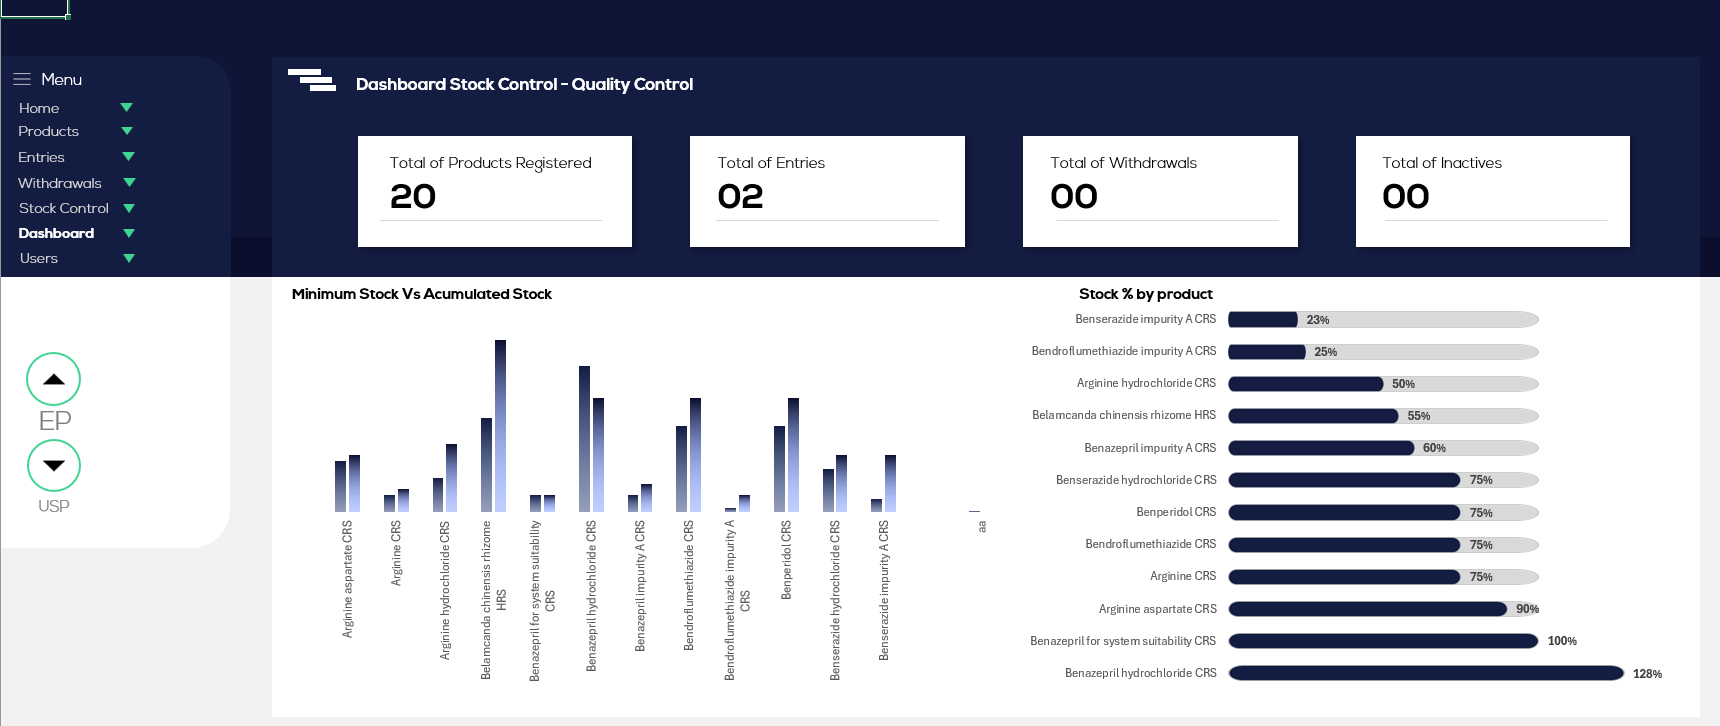 Menu
Home
Products
Entries
Withdrawals
Stock Control
Dashboard
Users
EP
USP
Dashboard Stock Control - Quality Control
Total of Products Registered
20
Total of Entries
02
Total of Withdrawals
00
Total of Inactives
00
Minimum Stock Vs Acumulated Stock
Arginine aspartate CRS
Arginine CRS
Arginine hydrochloride CRS
Belamcanda chinensis rhizome
HRS
Benazepril for system suitability
CRS
Benazepril hydrochloride CRS
Benazepril impurity A CRS
Bendroflumethiazide CRS
Bendroflumethiazide impurity A
CRS
Benperidol CRS
Benserazide hydrochloride CRS
Benserazide impurity A CRS
aa
Stock % by product
Benserazide impurity A CRS 23%
Bendroflumethiazide impurity A CRS 25%
Arginine hydrochloride CRS 50%
Belamcanda chinensis rhizome HRS 55%
Benazepril impurity A CRS 60%
Benserazide hydrochloride CRS 75%
Benperidol CRS 75%
Bendroflumethiazide CRS 75%
Arginine CRS 75%
Arginine aspartate CRS 90%
Benazepril for system suitability CRS 100%
Benazepril hydrochloride CRS 128%